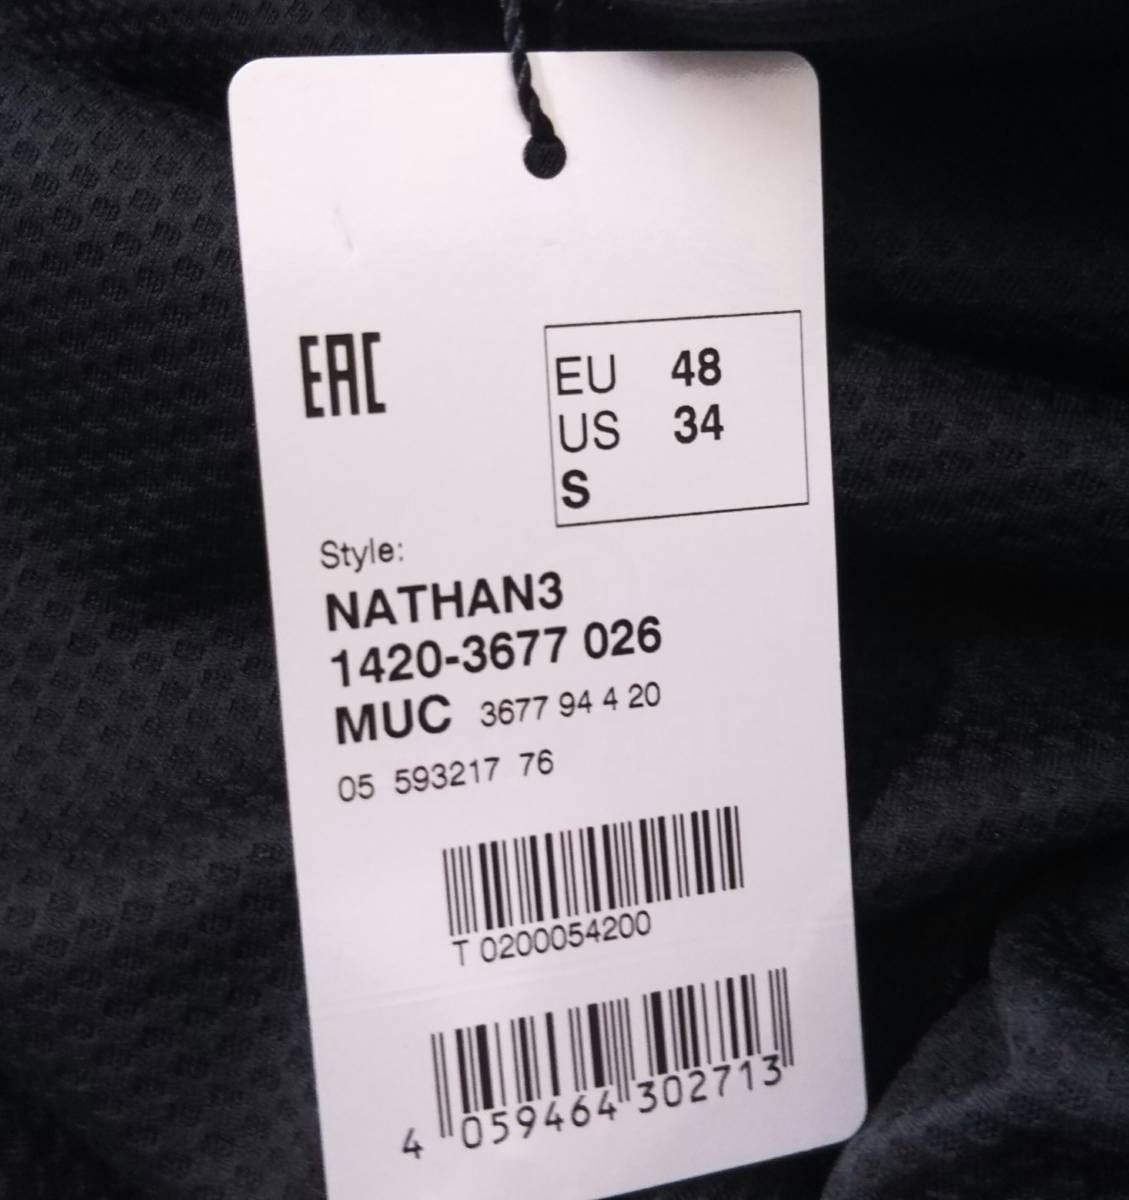 EAC
EU 48
US 34
S
Style:
NATHAN3
1420-3677 026
MUC 3677 94 4 20
05 593217 76
T 0200054200
4 059464 302713